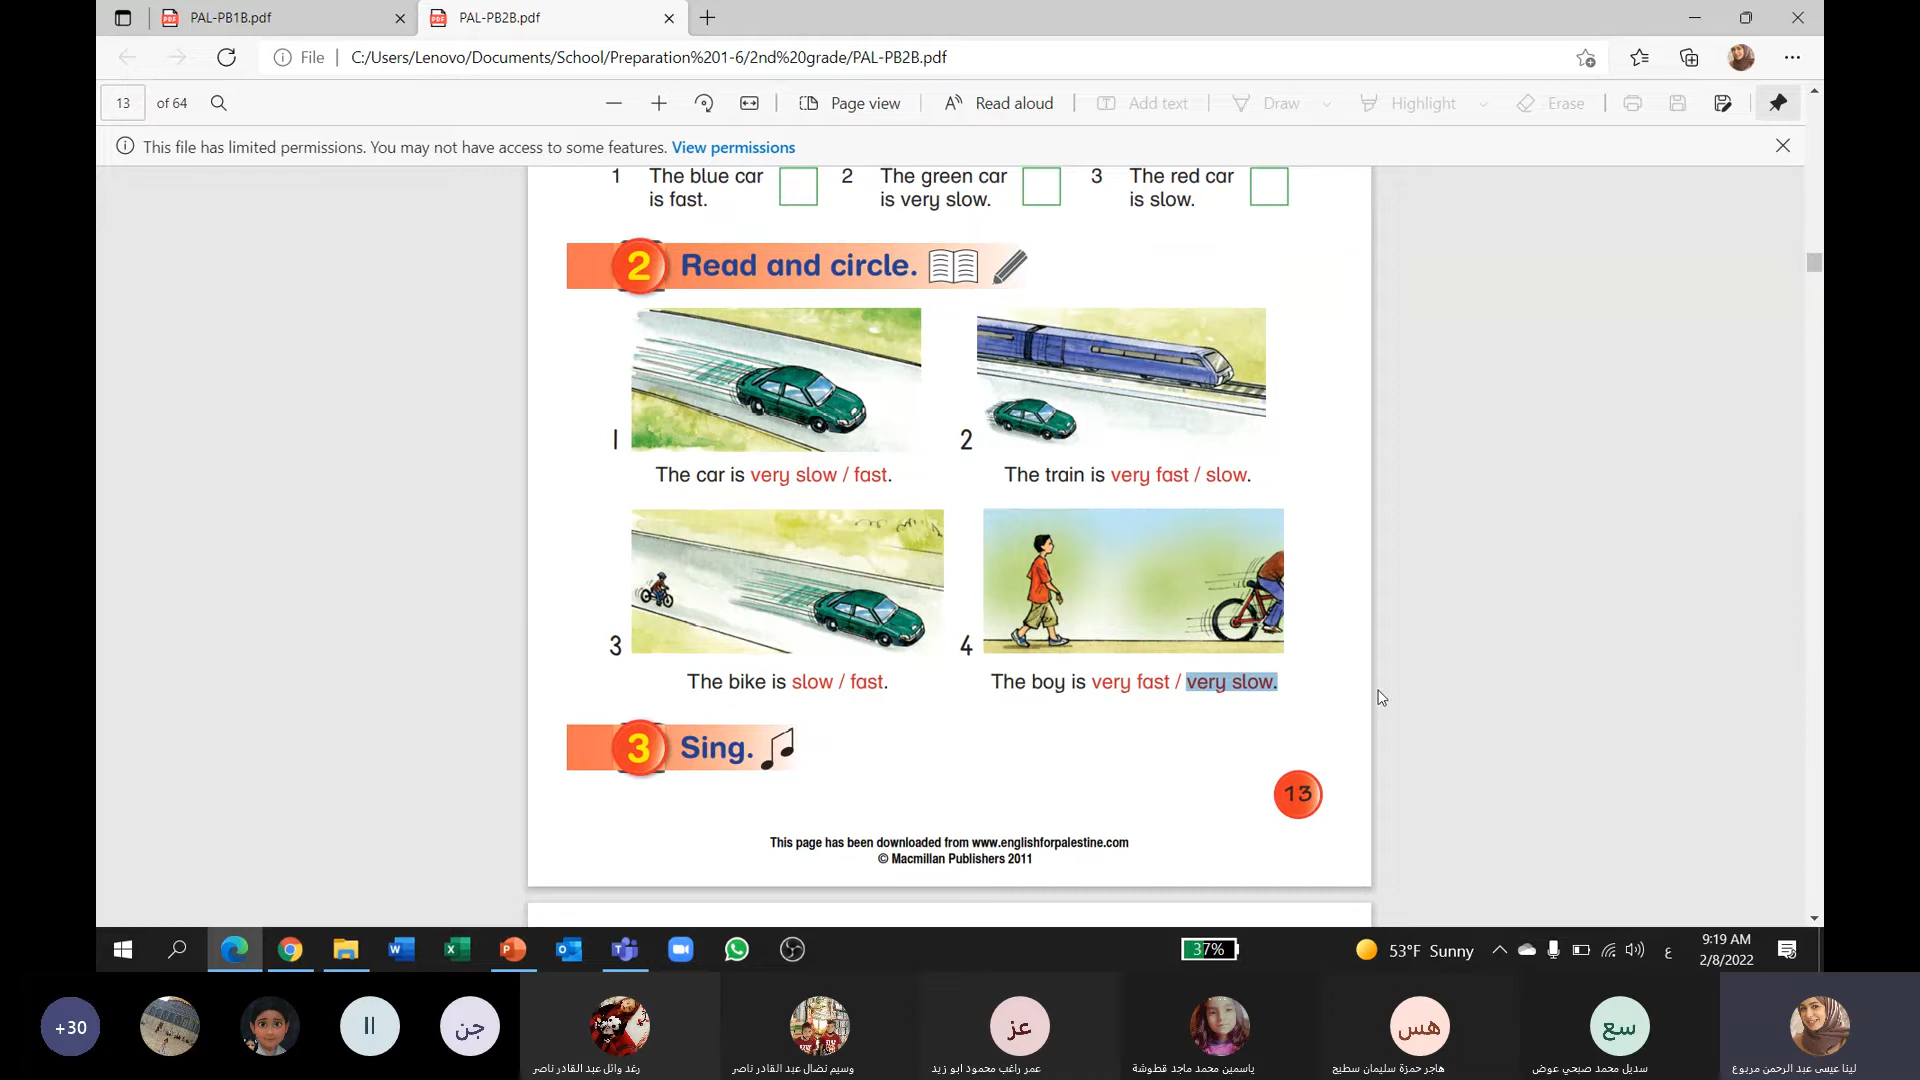 PAL-PB1B.pdf
PAL-PB2B.pdf
File
C:/Users/Lenovo/Documents/School/Preparation%201-6/2nd%20grade/PAL-PB2B.pdf
13 of 64
Page view
Read aloud
Add text
Draw
Highlight
Erase
This file has limited permissions. You may not have access to some features. View permissions
1 The blue car
is fast.
2 The green car
is very slow.
3 The red car
is slow.
2 Read and circle.
1
The car is very slow / fast.
2
The train is very fast / slow.
3
The bike is slow / fast.
4
The boy is very fast / very slow.
3 Sing.
13
This page has been downloaded from www.englishforpalestine.com
© Macmillan Publishers 2011
37%
53°F Sunny
ع
9:19 AM
2/8/2022
+30
اا
جن
عز
هس
سع
رغد وائل عبد القادر ناصر
وسيم نضال عبد القادر ناصر
عمر راغب محمود ابو زيد
ياسمين محمد ماجد قطوشة
هاجر حمزة سليمان سطيح
سديل محمد صبحي عوض
لينا عيسى عبد الرحمن مربوع